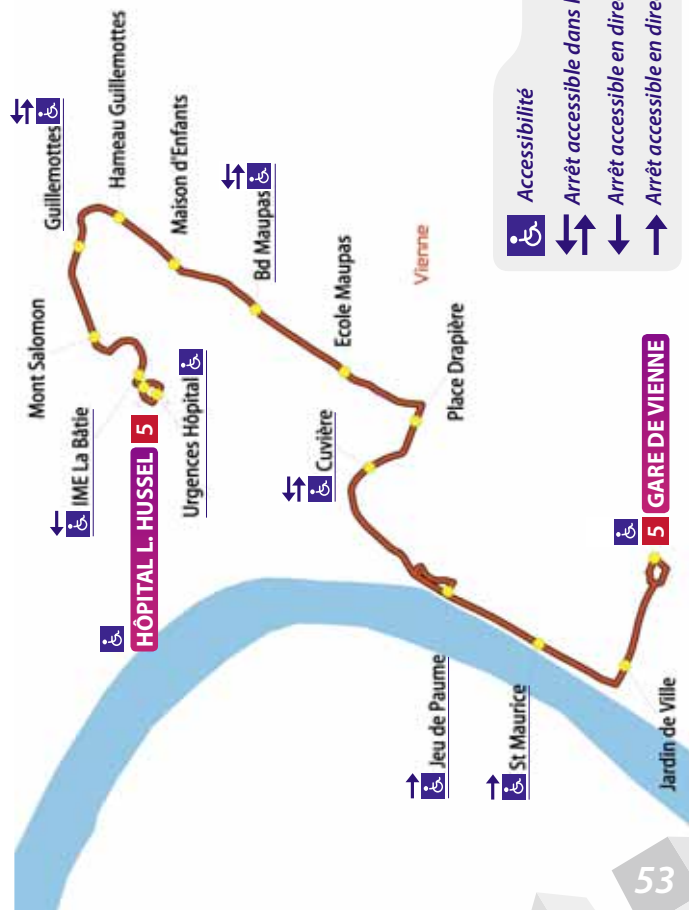 Guillemottes
Hameau Guillemottes
Mont Salomon
Maison d'Enfants
IME La Bâtie
HÔPITAL L. HUSSEL 5
Urgences Hôpital
Bd Maupas
Ecole Maupas
Vienne
Cuvière
Place Drapière
5 GARE DE VIENNE
Jeu de Paume
St Maurice
Jardin de Ville
Accessibilité
Arrêt accessible dans l
Arrêt accessible en dire
Arrêt accessible en dire
53